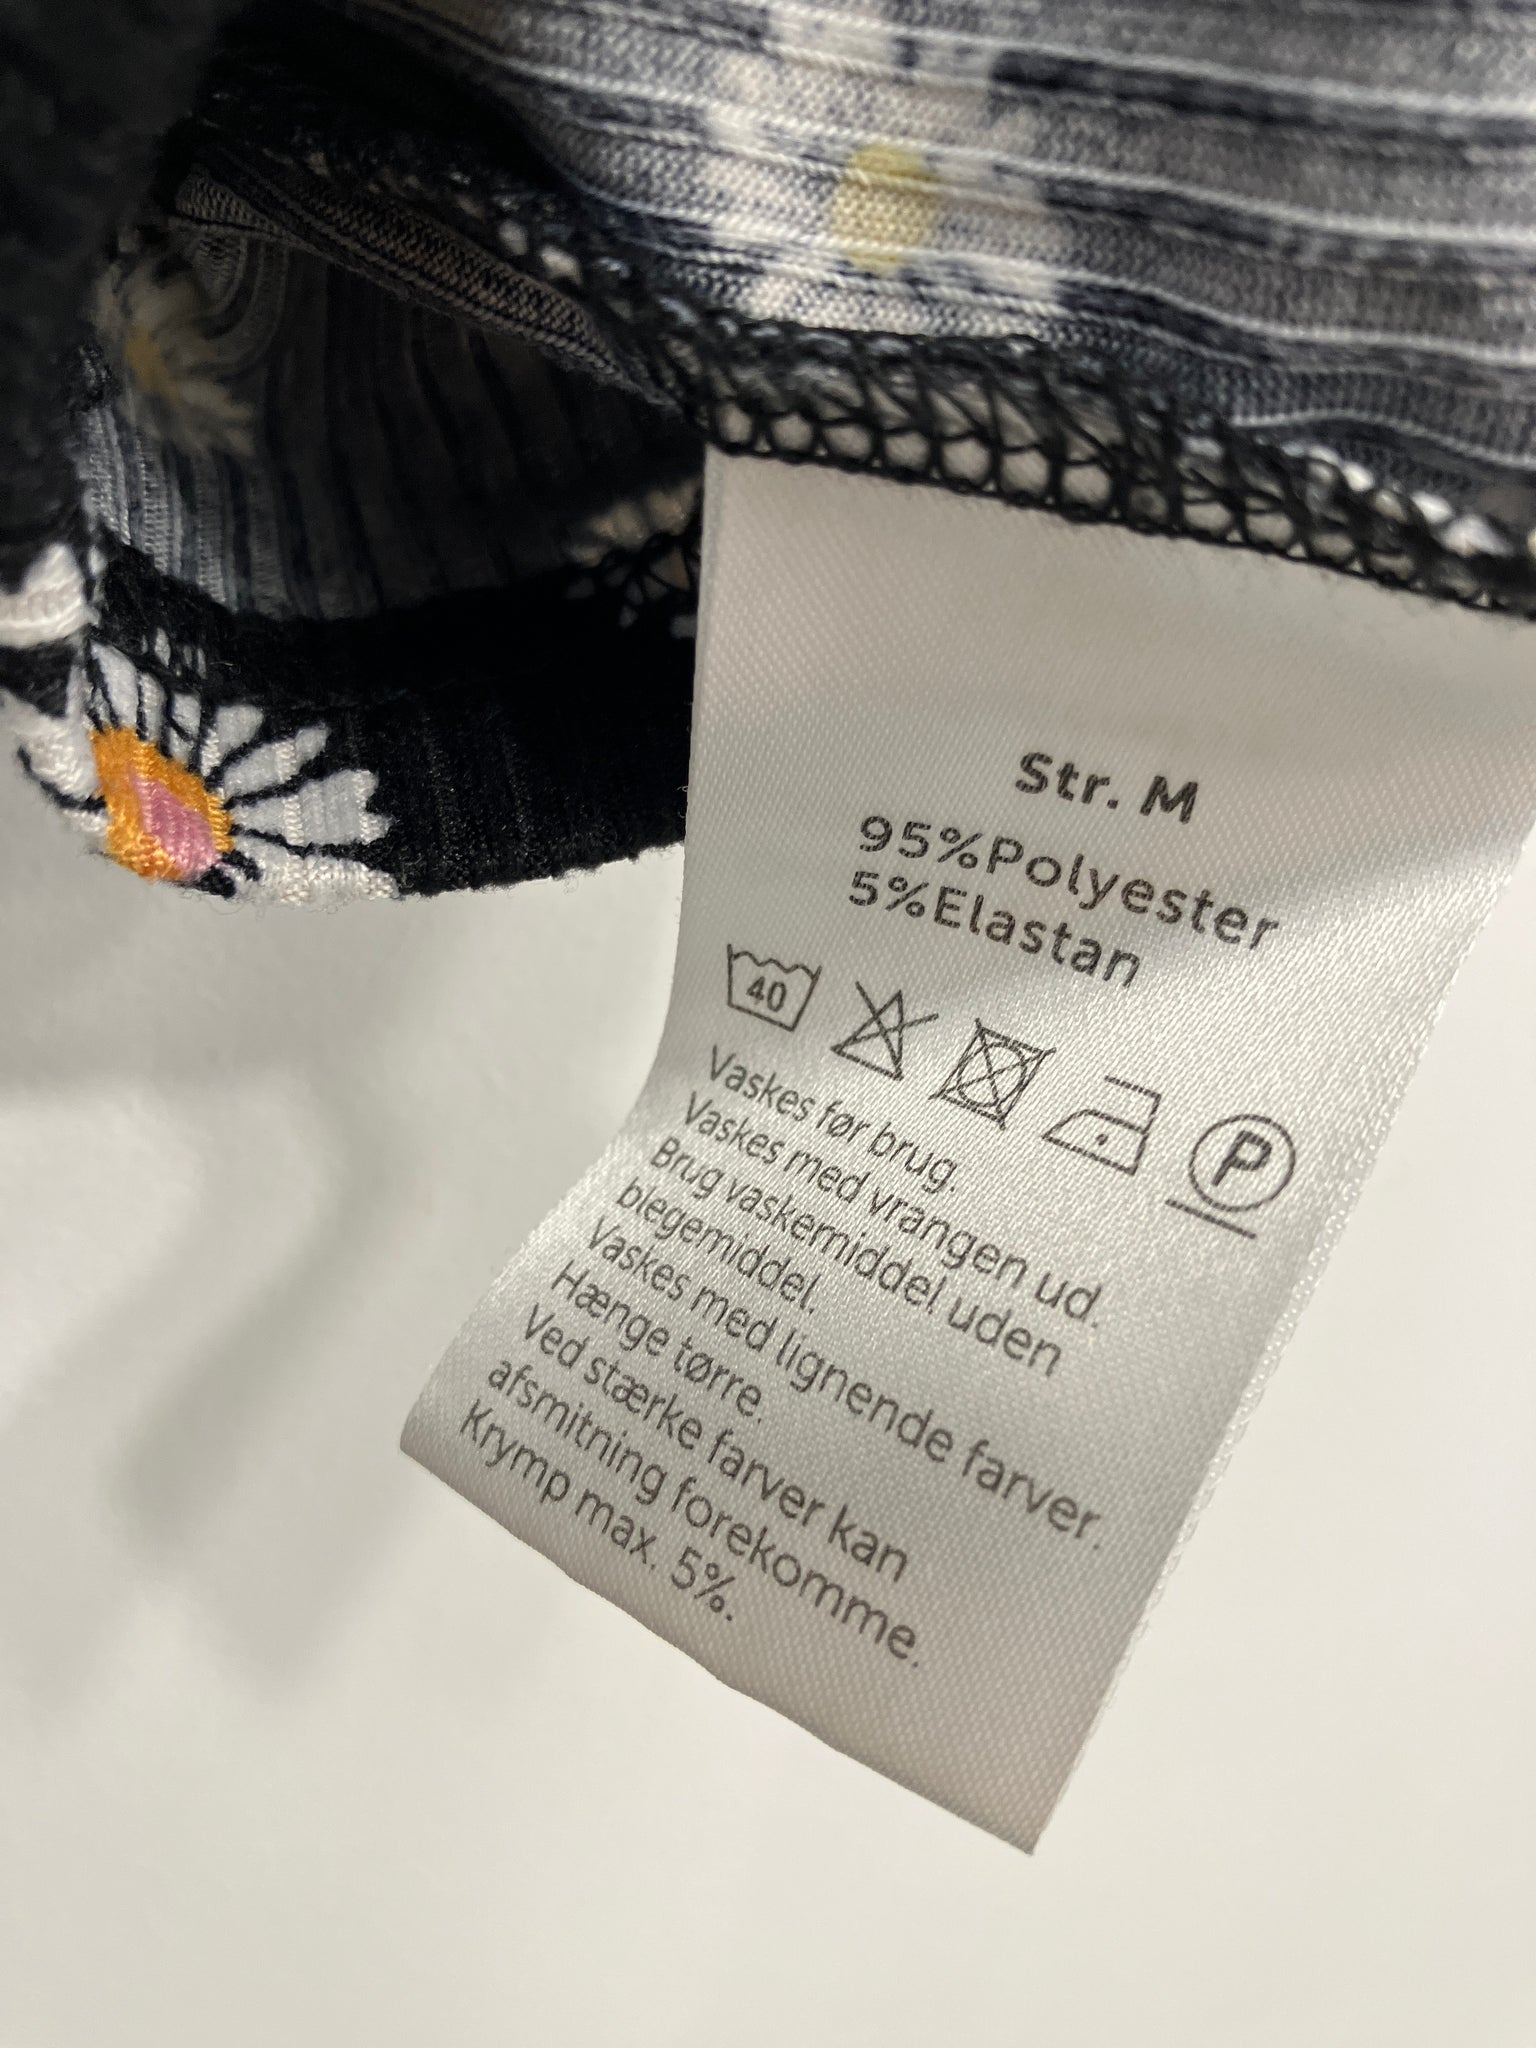 Str. M
95%Polyester
5%Elastan
40
P
Vaskes før brug.
Vaskes med vrangen ud.
Brug vaskemiddel uden
blegemiddel.
Vaskes med lignende farver.
Hænge tørre.
Ved stærke farver kan
afsmitning forekomme.
Krymp max. 5%.